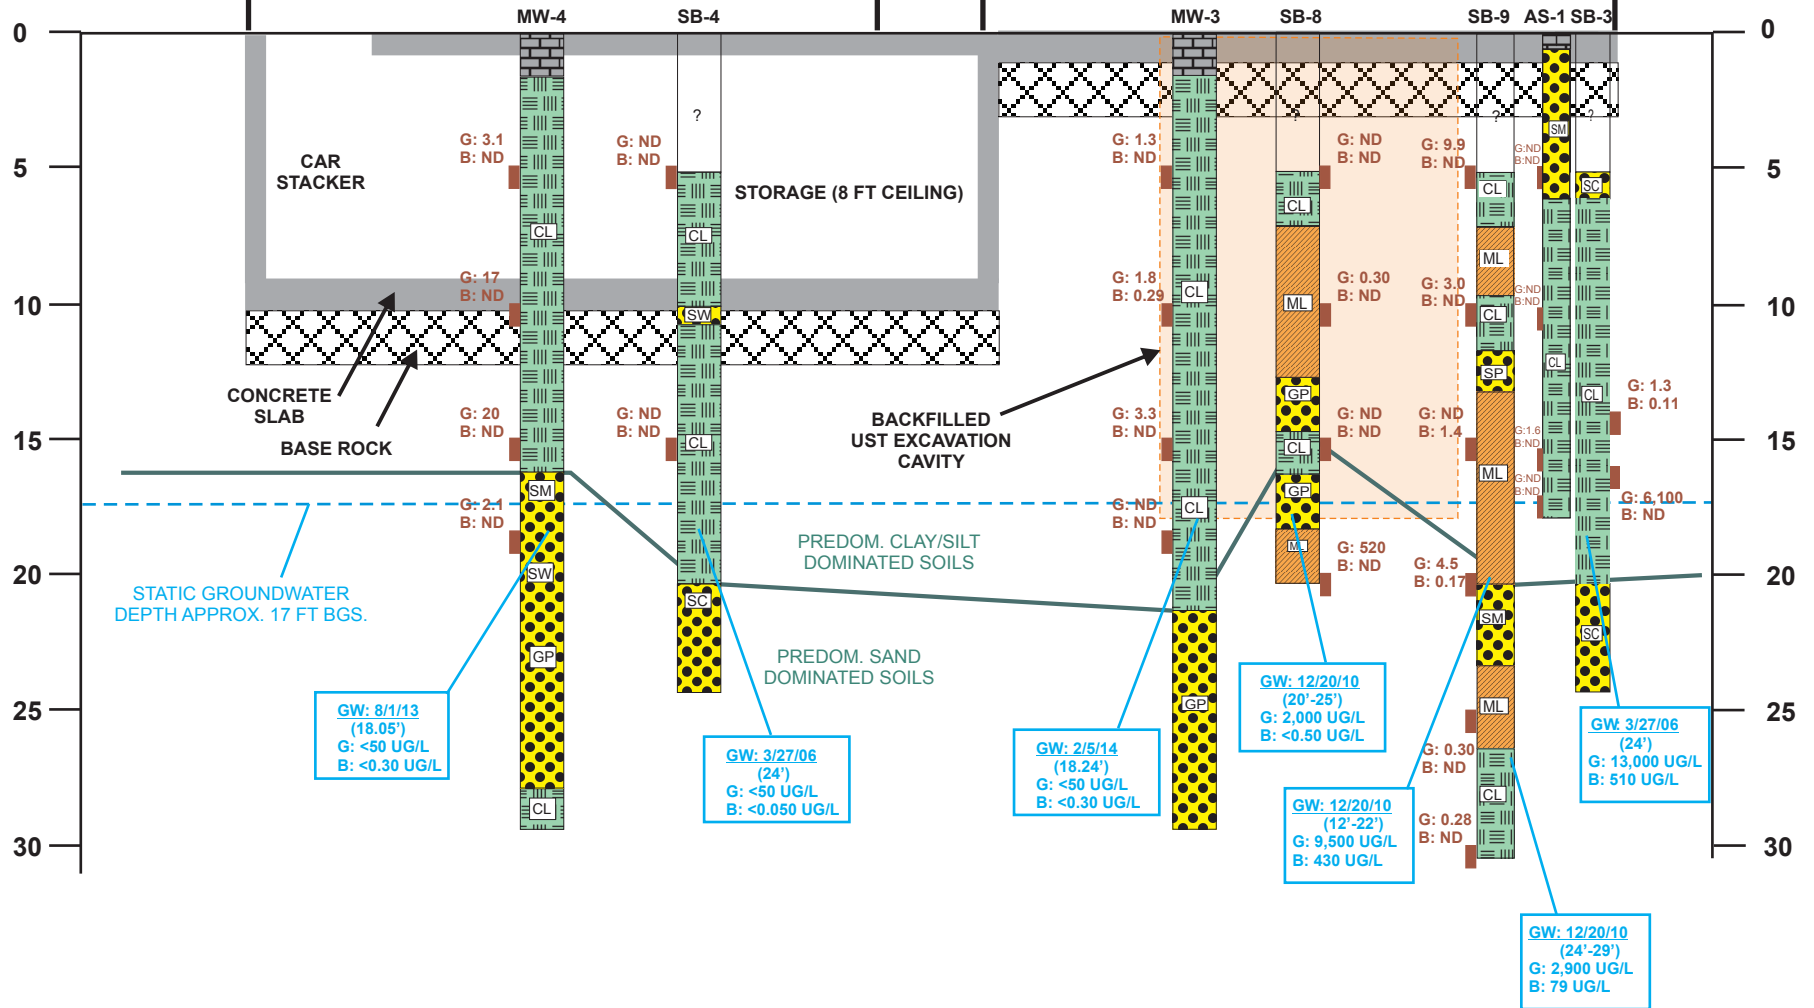 MW-4
SB-4
MW-3
SB-8
SB-9
AS-1
SB-3
0
5
10
15
20
25
30
0
5
10
15
20
25
30
CAR
STACKER
STORAGE (8 FT CEILING)
CONCRETE
SLAB
BASE ROCK
BACKFILLED
UST EXCAVATION
CAVITY
STATIC GROUNDWATER
DEPTH APPROX. 17 FT BGS.
PREDOM. CLAY/SILT
DOMINATED SOILS
PREDOM. SAND
DOMINATED SOILS
G: 3.1
B: ND
G: 17
B: ND
G: 20
B: ND
G: 2.1
B: ND
CL
SM
SW
GP
CL
G: ND
B: ND
G: ND
B: ND
?
CL
SW
CL
SC
G: 1.3
B: ND
G: 1.8
B: 0.29
G: 3.3
B: ND
G: ND
B: ND
CL
CL
GP
?
CL
ML
GP
CL
GP
ML
G: ND
B: ND
G: 0.30
B: ND
G: ND
B: ND
G: 520
B: ND
G: 9.9
B: ND
G: 3.0
B: ND
G: ND
B: 1.4
G: 4.5
B: 0.17
G: 0.30
B: ND
G: 0.28
B: ND
?
CL
ML
CL
SP
ML
SM
ML
CL
G:ND
B:ND
G:ND
B:ND
G:1.6
B:ND
G:ND
B:ND
SM
CL
?
SC
CL
SC
G: 1.3
B: 0.11
G: 6,100
B: ND
GW: 8/1/13
(18.05’)
G: <50 UG/L
B: <0.30 UG/L
GW: 3/27/06
(24’)
G: <50 UG/L
B: <0.050 UG/L
GW: 2/5/14
(18.24’)
G: <50 UG/L
B: <0.30 UG/L
GW: 12/20/10
(20’-25’)
G: 2,000 UG/L
B: <0.50 UG/L
GW: 12/20/10
(12’-22’)
G: 9,500 UG/L
B: 430 UG/L
GW: 3/27/06
(24’)
G: 13,000 UG/L
B: 510 UG/L
GW: 12/20/10
(24’-29’)
G: 2,900 UG/L
B: 79 UG/L